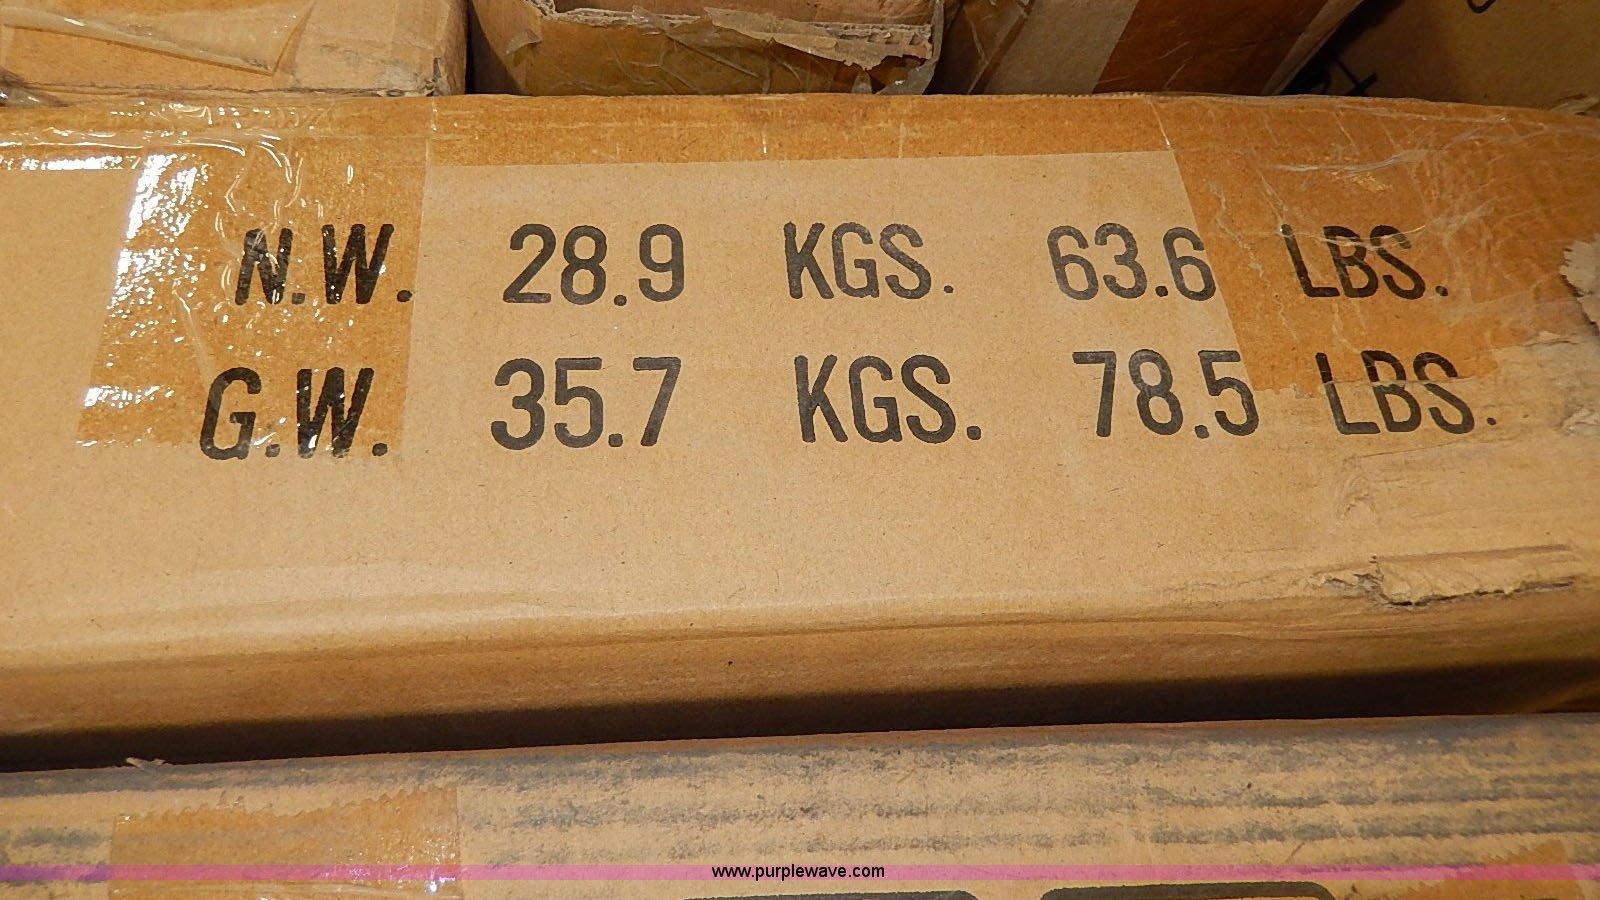 N.W. 28.9 KGS. 63.6 LBS.
G.W. 35.7 KGS. 78.5 LBS.
www.purplewave.com